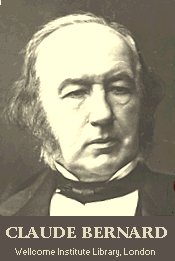 CLAUDE BERNARD
Wellcome Institute Library, London